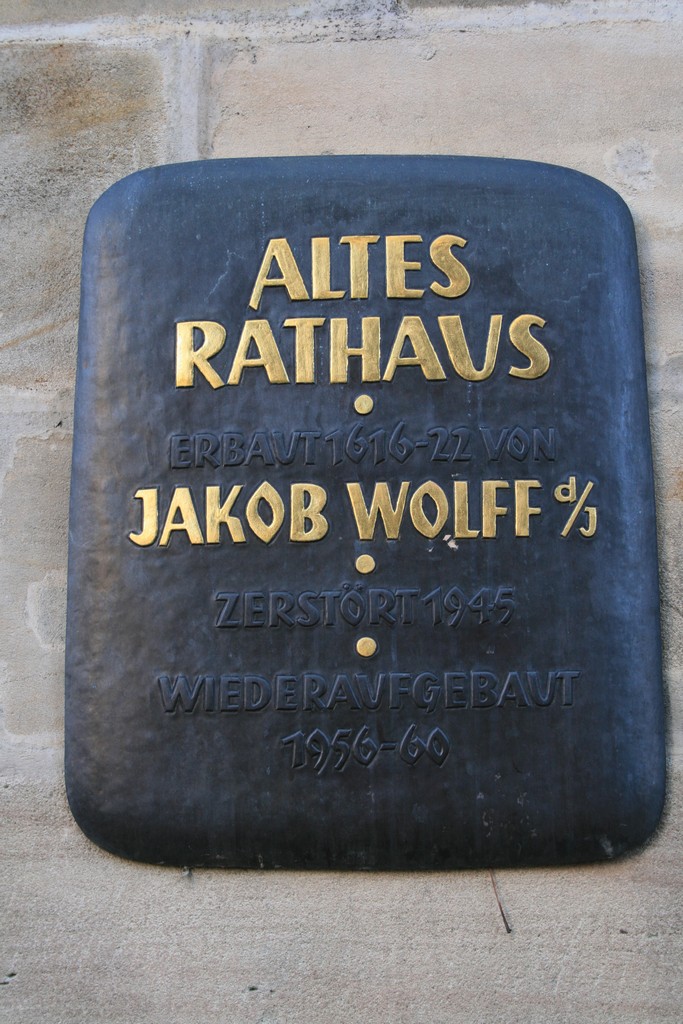 ALTES
RATHAUS
ERBAUT 1616-22 VON
JAKOB WOLFF d/J
ZERSTÖRT 1945
WIEDERAUFGEBAUT
1956-60